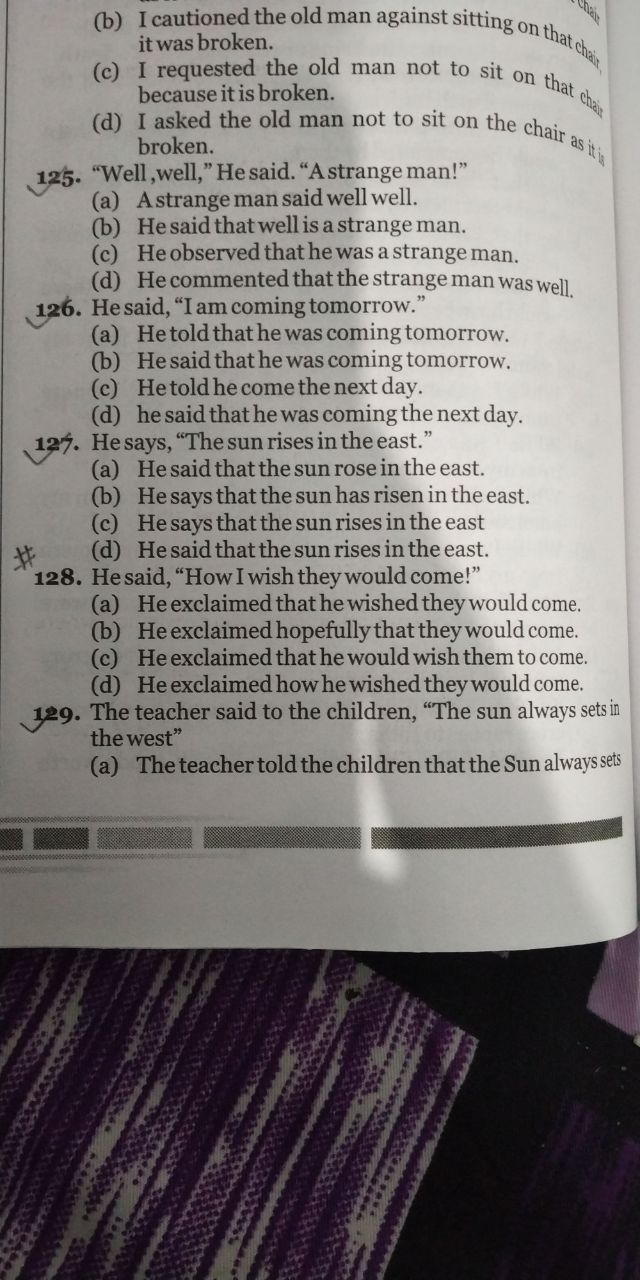 chair
(b) I cautioned the old man against sitting on that chair,
it was broken.
(c) I requested the old man not to sit on that chair
because it is broken.
(d) I asked the old man not to sit on the chair as it is
broken.
125. “Well ,well,” He said. “A strange man!”
(a) A strange man said well well.
(b) He said that well is a strange man.
(c) He observed that he was a strange man.
(d) He commented that the strange man was well.
126. He said, “I am coming tomorrow.”
(a) He told that he was coming tomorrow.
(b) He said that he was coming tomorrow.
(c) He told he come the next day.
(d) he said that he was coming the next day.
127. He says, “The sun rises in the east.”
(a) He said that the sun rose in the east.
(b) He says that the sun has risen in the east.
(c) He says that the sun rises in the east
(d) He said that the sun rises in the east.
#
128. He said, “How I wish they would come!”
(a) He exclaimed that he wished they would come.
(b) He exclaimed hopefully that they would come.
(c) He exclaimed that he would wish them to come.
(d) He exclaimed how he wished they would come.
129. The teacher said to the children, “The sun always sets in
the west”
(a) The teacher told the children that the Sun always sets